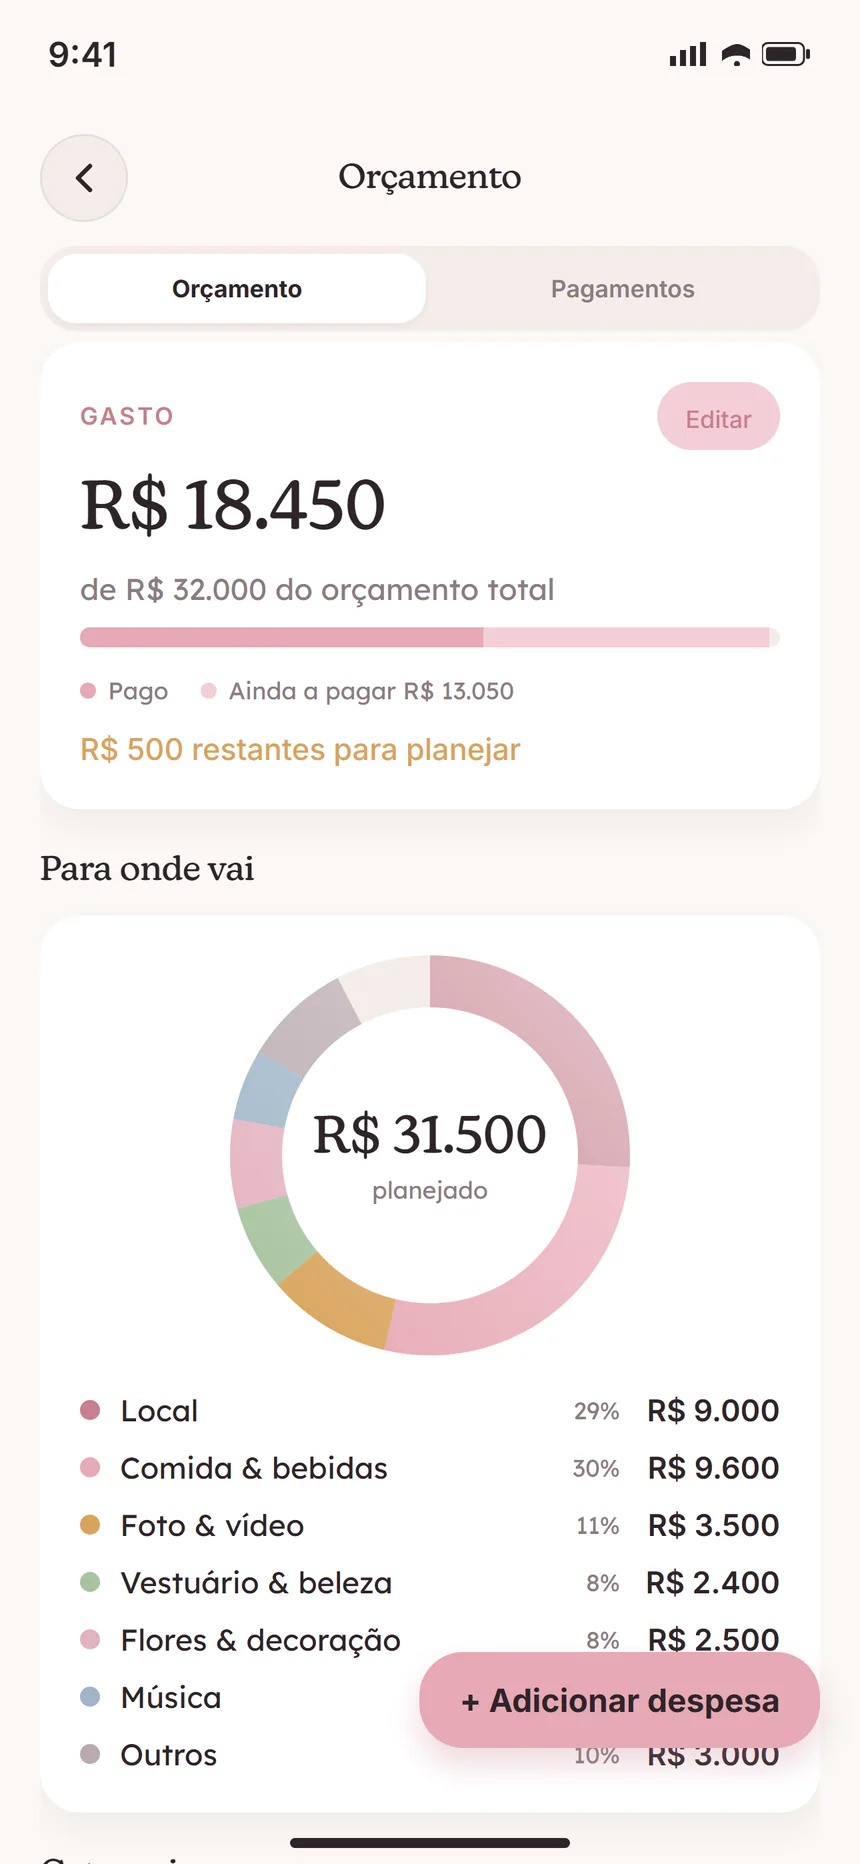 9:41
Orçamento
Orçamento Pagamentos
GASTO Editar
R$ 18.450
de R$ 32.000 do orçamento total
Pago Ainda a pagar R$ 13.050
R$ 500 restantes para planejar
Para onde vai
R$ 31.500
planejado
Local 29% R$ 9.000
Comida & bebidas 30% R$ 9.600
Foto & vídeo 11% R$ 3.500
Vestuário & beleza 8% R$ 2.400
Flores & decoração 8% R$ 2.500
Música
+ Adicionar despesa
Outros 10% R$ 3.000